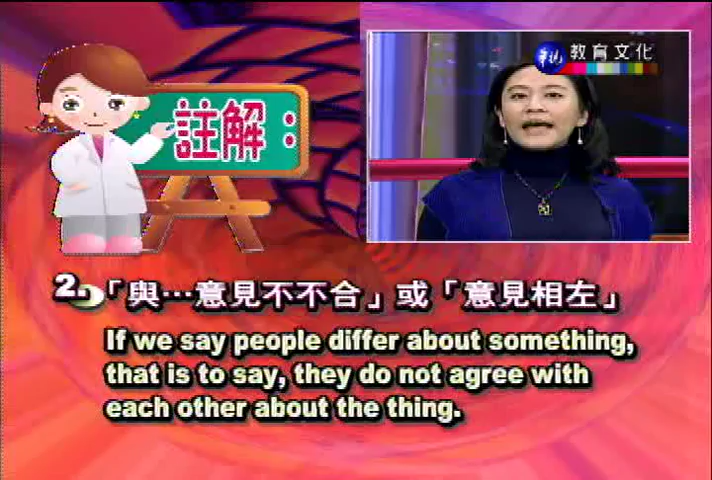 華視 教育文化
註解：
2.「與…意見不不合」或「意見相左」
If we say people differ about something,
that is to say, they do not agree with
each other about the thing.